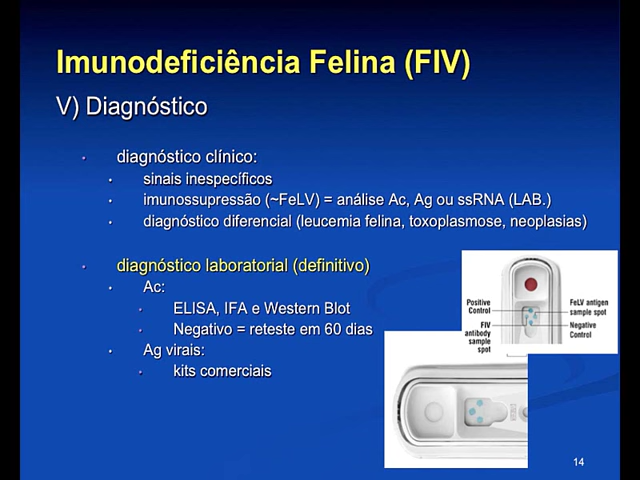 Imunodeficiência Felina (FIV)
V) Diagnóstico
diagnóstico clínico:
sinais inespecíficos
imunossupressão (~FeLV) = análise Ac, Ag ou ssRNA (LAB.)
diagnóstico diferencial (leucemia felina, toxoplasmose, neoplasias)
diagnóstico laboratorial (definitivo)
Ac:
ELISA, IFA e Western Blot
Negativo = reteste em 60 dias
Ag virais:
kits comerciais
Positive
Control
FIV
antibody
sample
spot
FeLV antigen
sample spot
Negative
Control
14